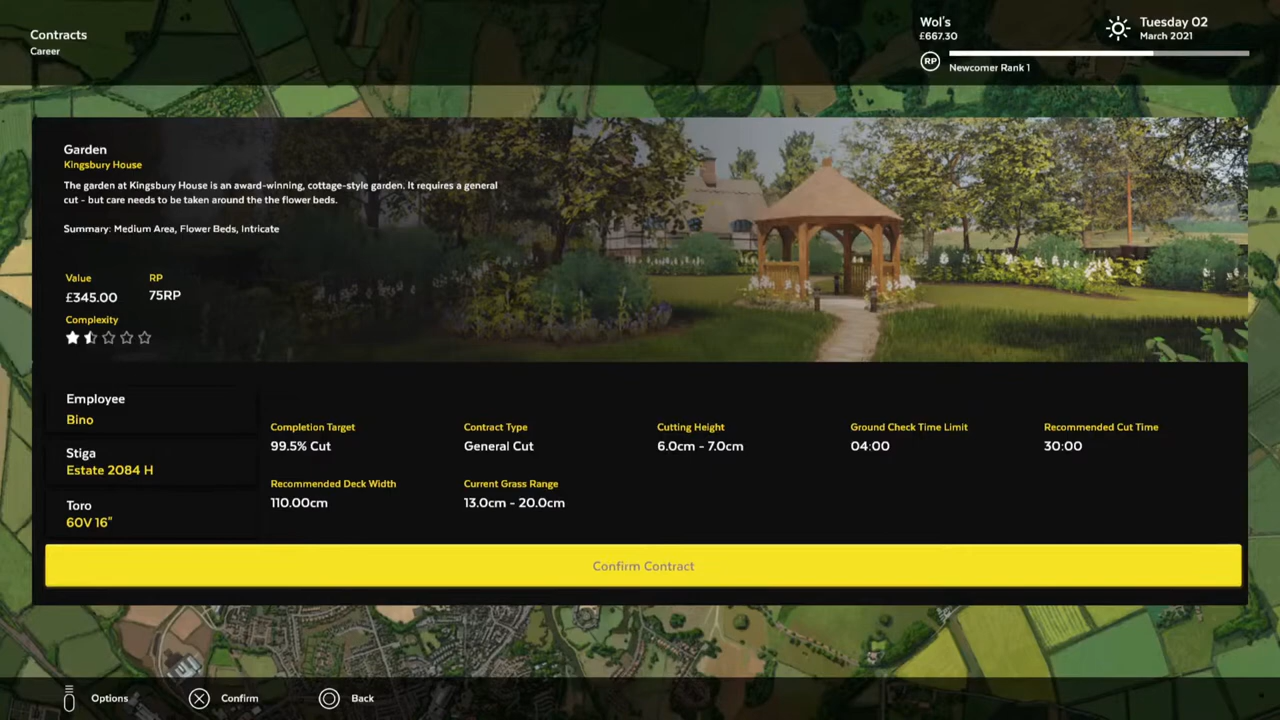 Contracts
Career
Wol's
£667.30
Tuesday 02
March 2021
RP
Newcomer Rank 1
Garden
Kingsbury House
The garden at Kingsbury House is an award-winning, cottage-style garden. It requires a general
cut - but care needs to be taken around the the flower beds.
Summary: Medium Area, Flower Beds, Intricate
Value
RP
£345.00
75RP
Complexity
Employee
Bino
Stiga
Estate 2084 H
Toro
60V 16"
Completion Target
Contract Type
Cutting Height
Ground Check Time Limit
Recommended Cut Time
99.5% Cut
General Cut
6.0cm - 7.0cm
04:00
30:00
Recommended Deck Width
Current Grass Range
110.00cm
13.0cm - 20.0cm
Confirm Contract
Options
Confirm
Back